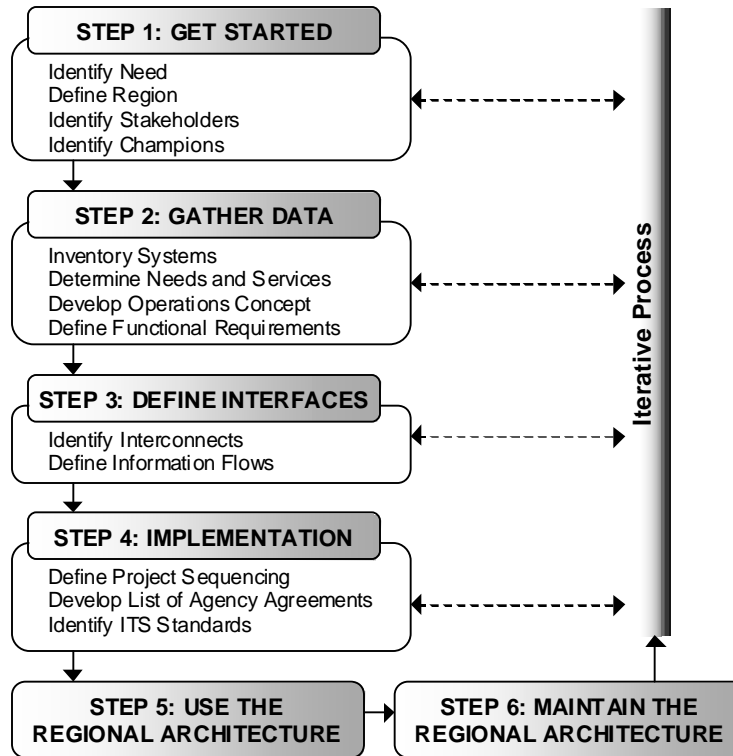 STEP 1: GET STARTED
Identify Need
Define Region
Identify Stakeholders
Identify Champions
STEP 2: GATHER DATA
Inventory Systems
Determine Needs and Services
Develop Operations Concept
Define Functional Requirements
STEP 3: DEFINE INTERFACES
Identify Interconnects
Define Information Flows
STEP 4: IMPLEMENTATION
Define Project Sequencing
Develop List of Agency Agreements
Identify ITS Standards
STEP 5: USE THE
REGIONAL ARCHITECTURE
STEP 6: MAINTAIN THE
REGIONAL ARCHITECTURE
Iterative Process